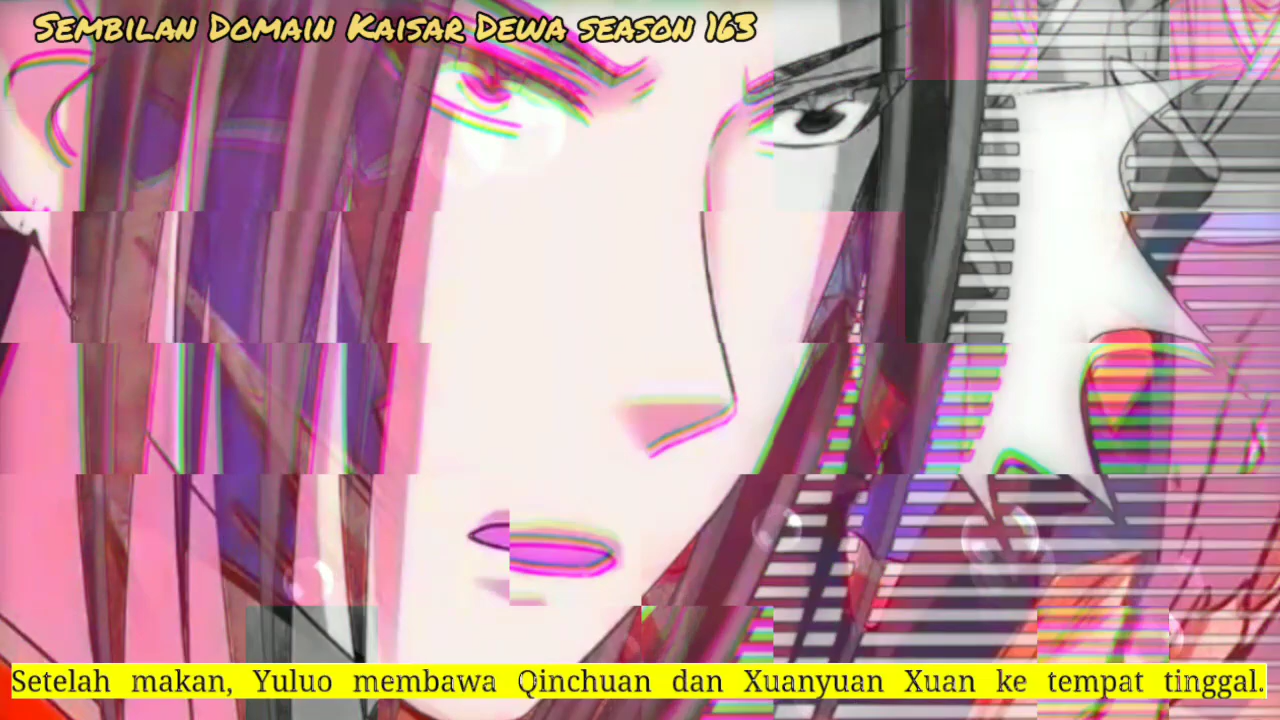 Sembilan Domain Kaisar Dewa season 163
Setelah makan, Yuluo membawa Qinchuan dan Xuanyuan Xuan ke tempat tinggal.